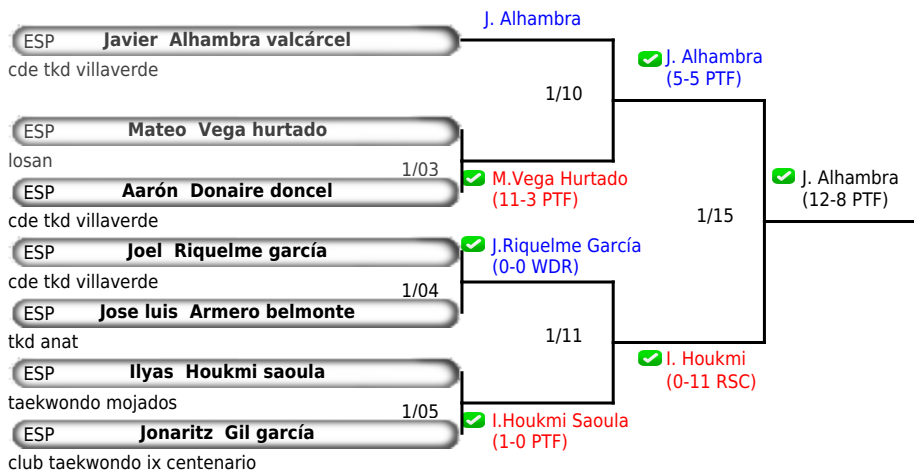 J. Alhambra
ESP Javier Alhambra valcárcel
cde tkd villaverde
J. Alhambra
(5-5 PTF)
1/10
ESP Mateo Vega hurtado
losan
1/03
M.Vega Hurtado
(11-3 PTF)
J. Alhambra
(12-8 PTF)
ESP Aarón Donaire doncel
cde tkd villaverde
1/15
ESP Joel Riquelme garcía
cde tkd villaverde
J.Riquelme García
(0-0 WDR)
1/04
ESP Jose luis Armero belmonte
tkd anat
1/11
ESP Ilyas Houkmi saoula
taekwondo mojados
I. Houkmi
(0-11 RSC)
1/05
I.Houkmi Saoula
(1-0 PTF)
ESP Jonaritz Gil garcía
club taekwondo ix centenario